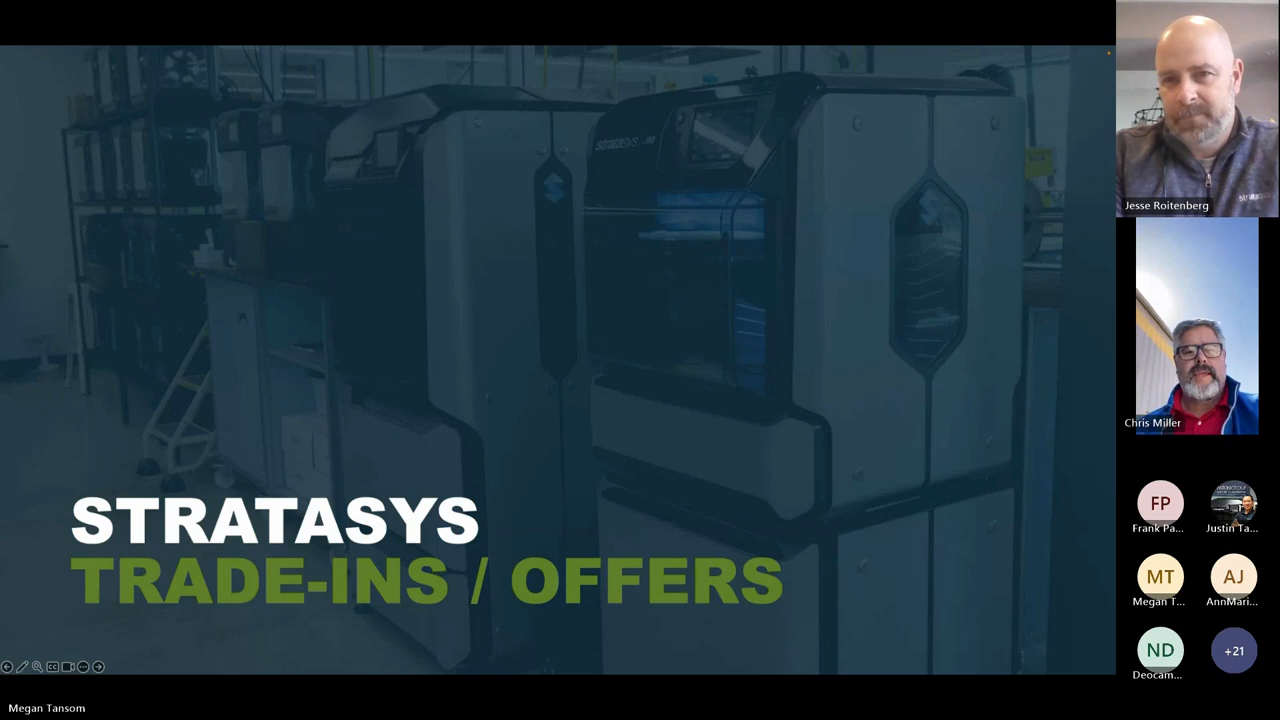 STRATASYS
TRADE-INS / OFFERS
stratasys
Jesse Roitenberg
Chris Miller
FP
Frank Pa...
Justin Ta...
MT
Megan T...
AJ
AnnMari...
ND
Deocam...
+21
Megan Tansom